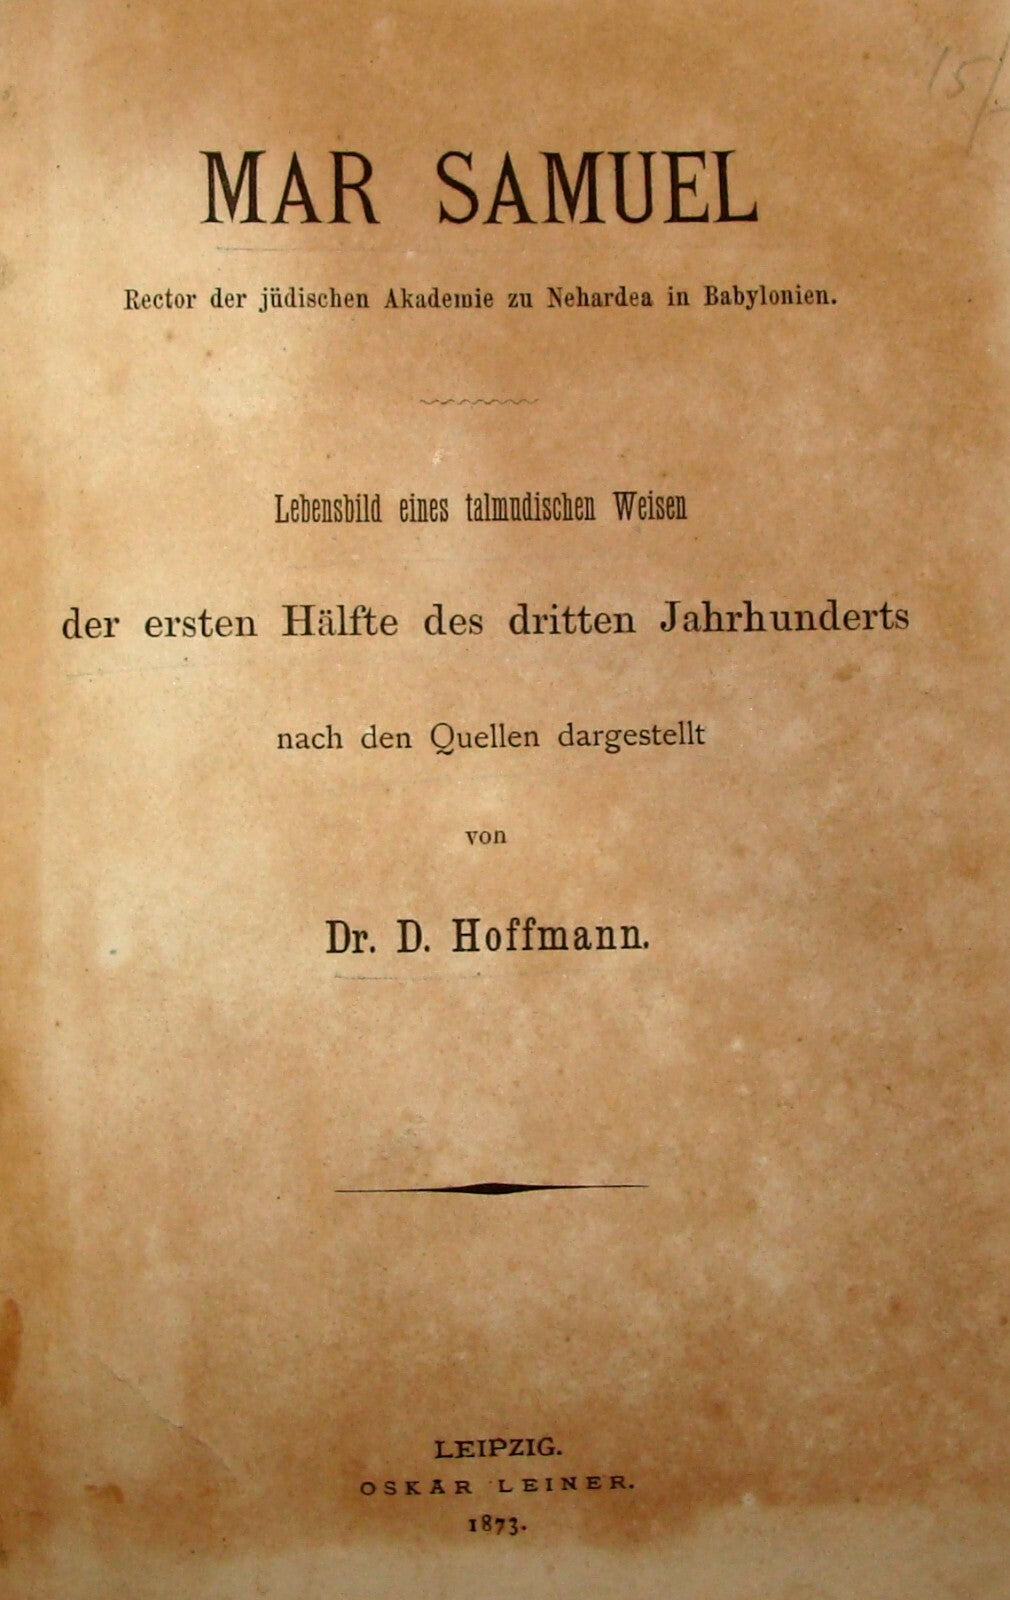 15/
MAR SAMUEL
Rector der jüdischen Akademie zu Nehardea in Babylonien.
Lebensbild eines talmudischen Weisen
der ersten Hälfte des dritten Jahrhunderts
nach den Quellen dargestellt
von
Dr. D. Hoffmann.
LEIPZIG.
OSKAR LEINER.
1873.